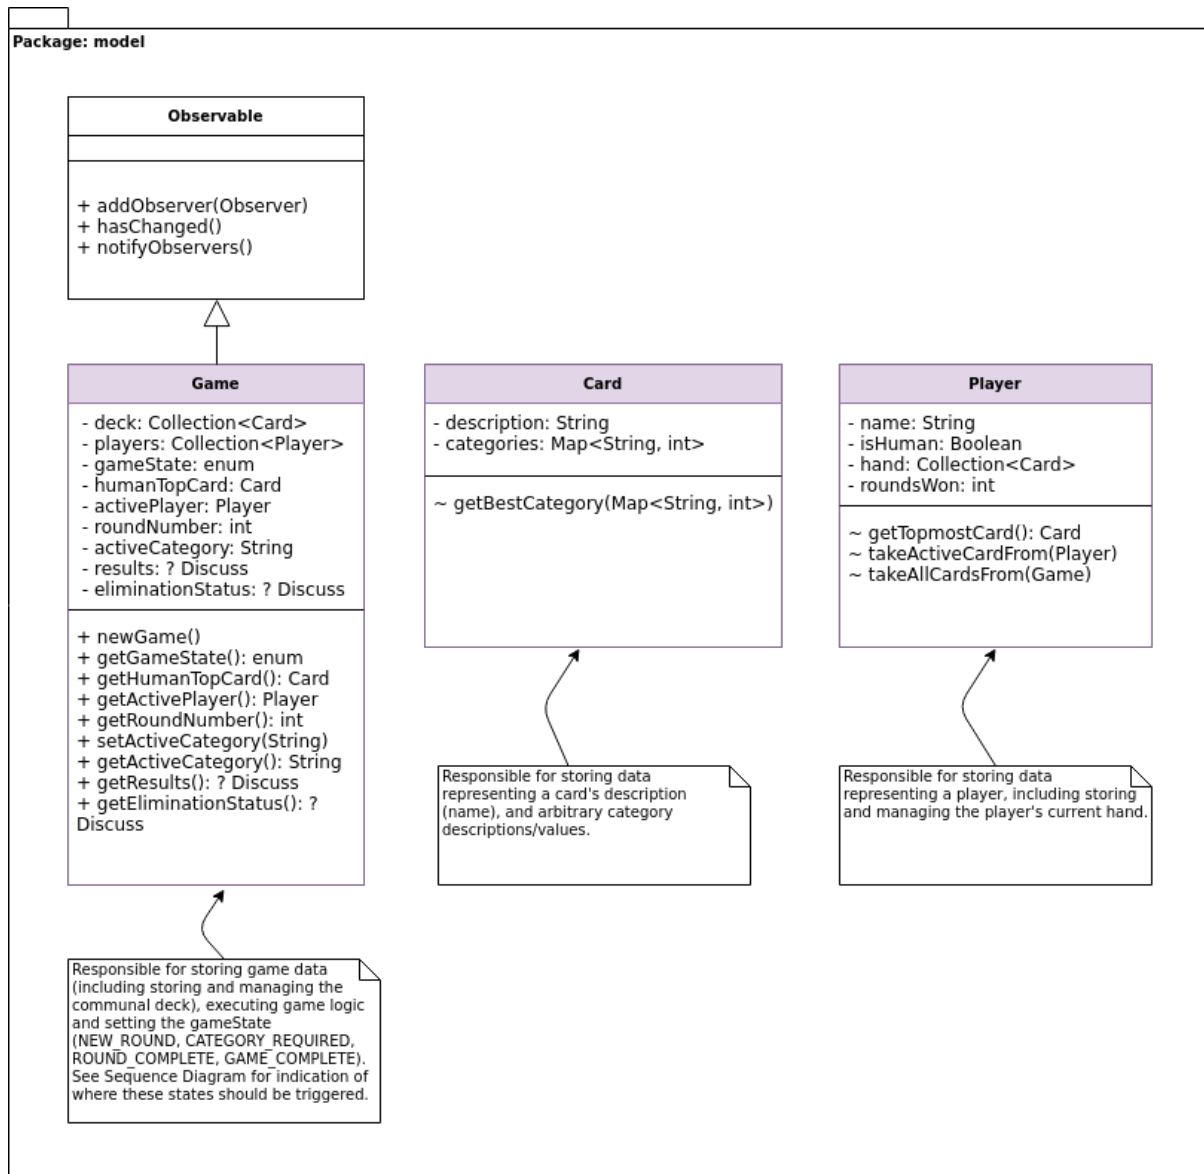 Package: model
Observable
+ addObserver(Observer)
+ hasChanged()
+ notifyObservers()
Game
- deck: Collection<Card>
- players: Collection<Player>
- gameState: enum
- humanTopCard: Card
- activePlayer: Player
- roundNumber: int
- activeCategory: String
- results: ? Discuss
- eliminationStatus: ? Discuss
+ newGame()
+ getGameState(): enum
+ getHumanTopCard(): Card
+ getActivePlayer(): Player
+ getRoundNumber(): int
+ setActiveCategory(String)
+ getActiveCategory(): String
+ getResults(): ? Discuss
+ getEliminationStatus(): ?
Discuss
Card
- description: String
- categories: Map<String, int>
~ getBestCategory(Map<String, int>)
Player
- name: String
- isHuman: Boolean
- hand: Collection<Card>
- roundsWon: int
~ getTopmostCard(): Card
~ takeActiveCardFrom(Player)
~ takeAllCardsFrom(Game)
Responsible for storing data
representing a card's description
(name), and arbitrary category
descriptions/values.
Responsible for storing data
representing a player, including storing
and managing the player's current hand.
Responsible for storing game data
(including storing and managing the
communal deck), executing game logic
and setting the gameState
(NEW_ROUND, CATEGORY_REQUIRED,
ROUND_COMPLETE, GAME_COMPLETE).
See Sequence Diagram for indication of
where these states should be triggered.